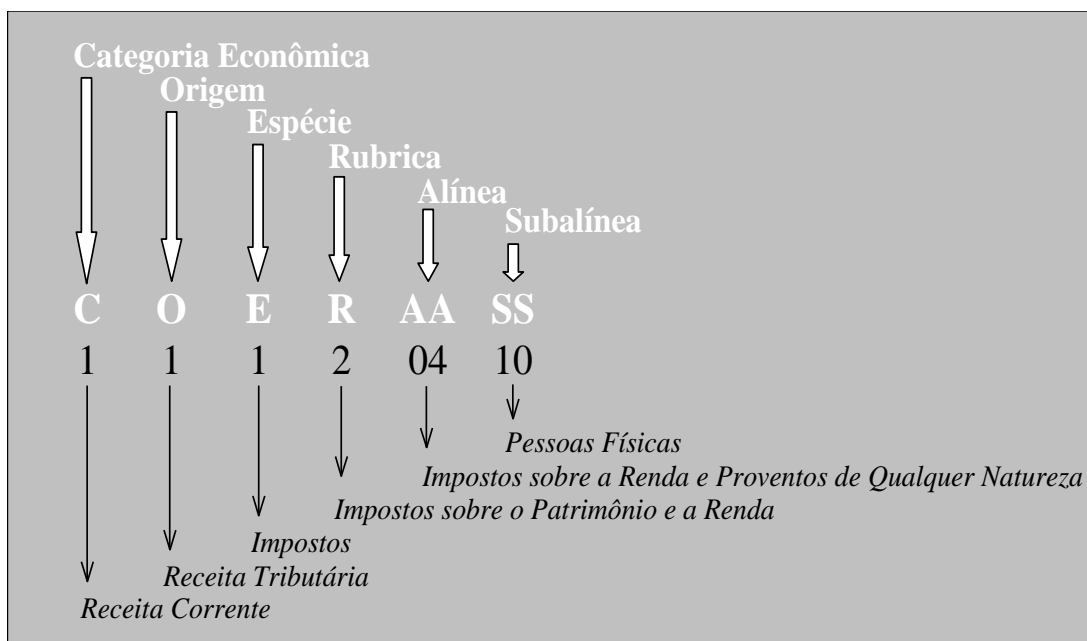 Categoria Econômica
Origem
Espécie
Rubrica
Alínea
Subalínea
C O E R AA SS
1 1 1 2 04 10
Pessoas Físicas
Impostos sobre a Renda e Proventos de Qualquer Natureza
Impostos sobre o Patrimônio e a Renda
Impostos
Receita Tributária
Receita Corrente